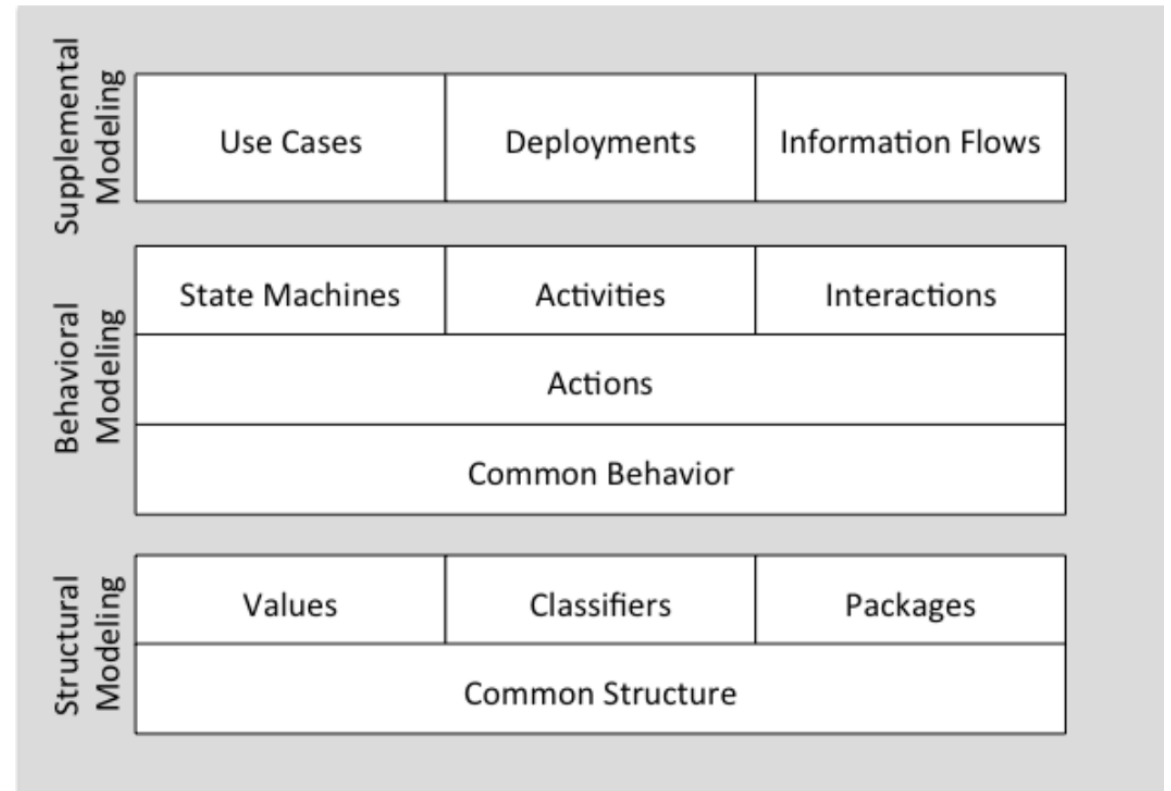 Supplemental
Modeling
Use Cases
Deployments
Information Flows
Behavioral
Modeling
State Machines
Activities
Interactions
Actions
Common Behavior
Structural
Modeling
Values
Classifiers
Packages
Common Structure